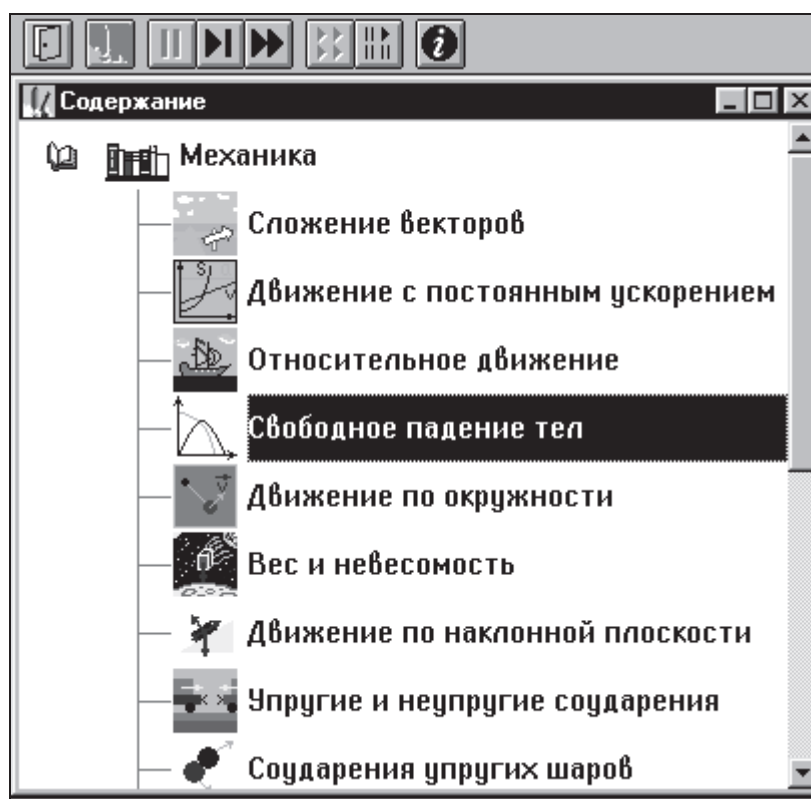 Содержание
Механика
Сложение векторов
Движение с постоянным ускорением
Относительное движение
Свободное падение тел
Движение по окружности
Вес и невесомость
Движение по наклонной плоскости
Упругие и неупругие соударения
Соударения упругих шаров